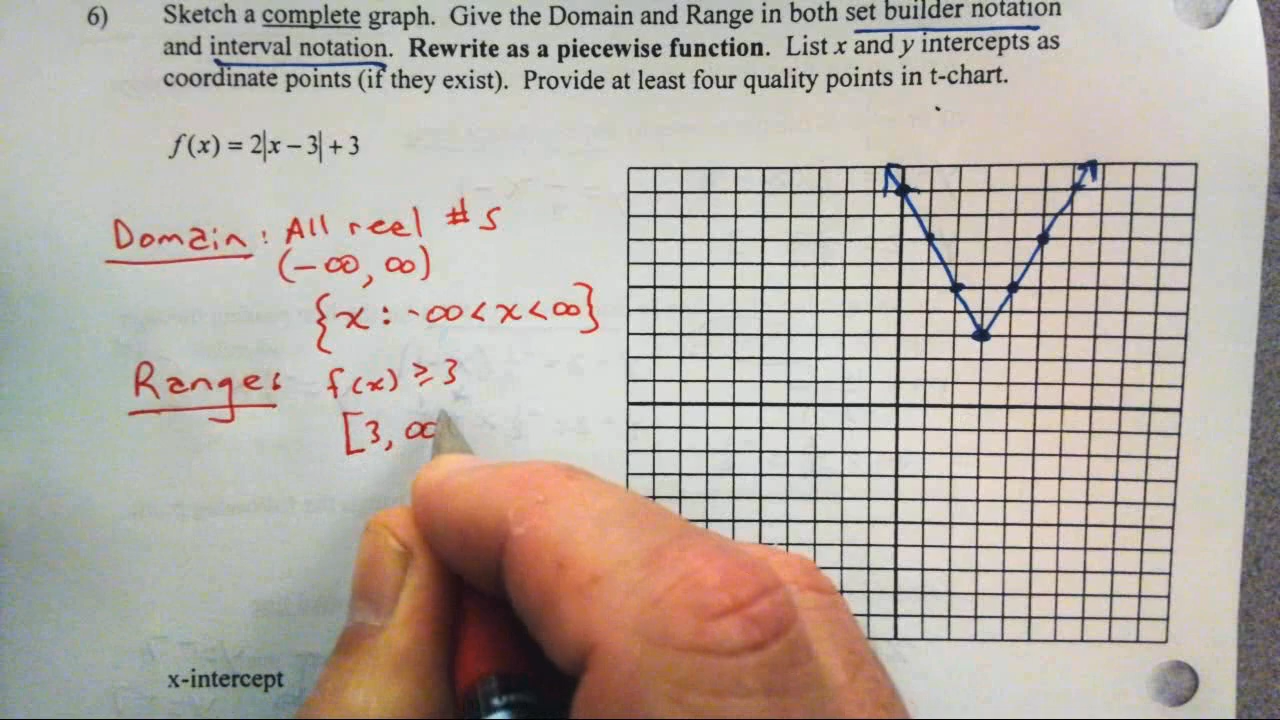 6) Sketch a complete graph. Give the Domain and Range in both set builder notation
and interval notation. Rewrite as a piecewise function. List x and y intercepts as
coordinate points (if they exist). Provide at least four quality points in t-chart.
f(x) = 2|x − 3| + 3
Domain: All reel #s
(-∞, ∞)
{x: -∞ < x < ∞}
Range: f(x) ≥ 3
[3, ∞
x-intercept